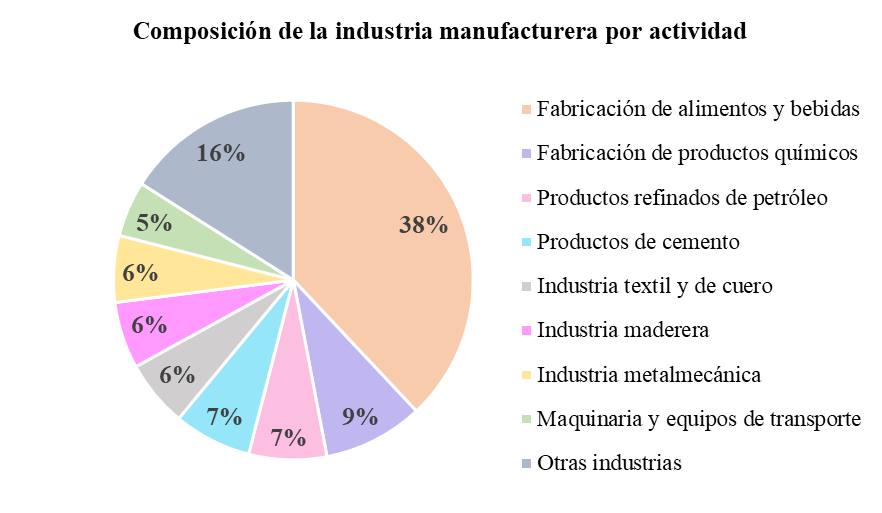 Composición de la industria manufacturera por actividad
16%
38%
5%
6%
6%
6%
7%
7%
9%
Fabricación de alimentos y bebidas
Fabricación de productos químicos
Productos refinados de petróleo
Productos de cemento
Industria textil y de cuero
Industria maderera
Industria metalmecánica
Maquinaria y equipos de transporte
Otras industrias